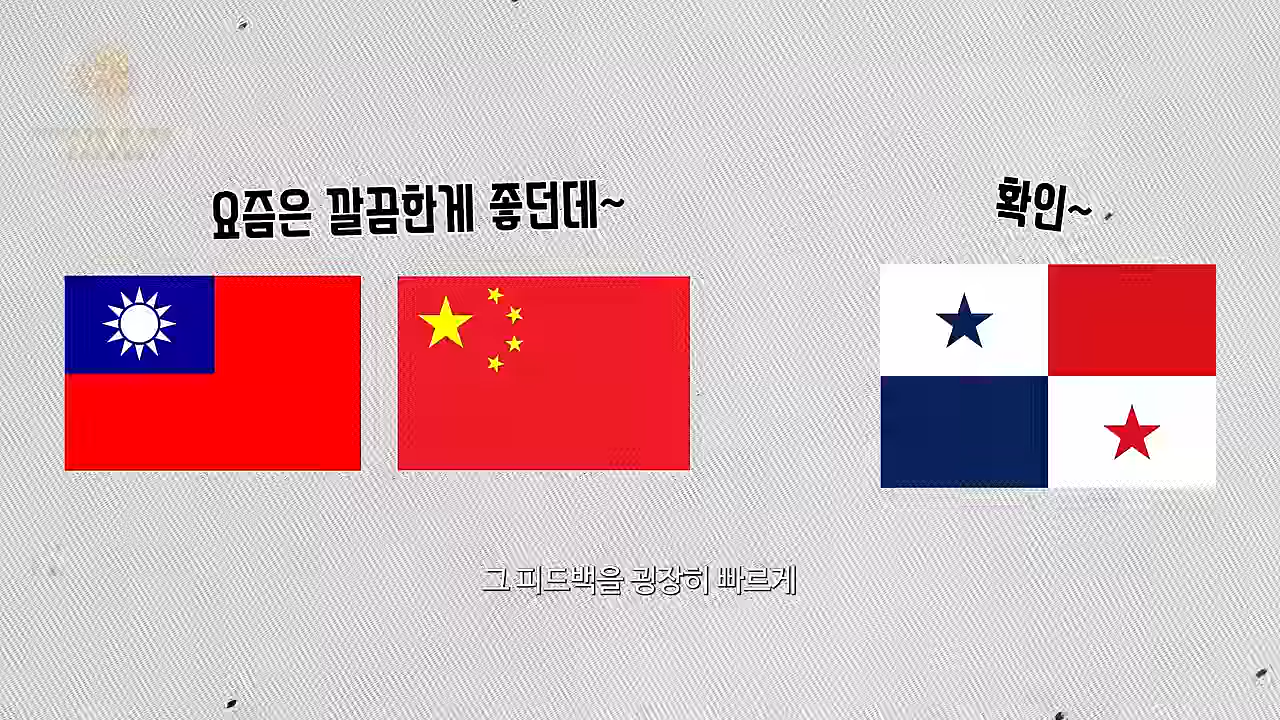 요즘은 깔끔한게 좋던데~
확인~
그 피드백을 굉장히 빠르게